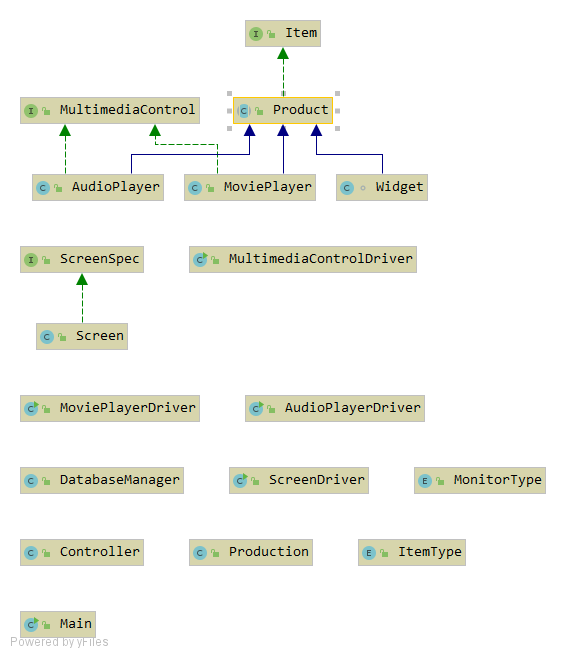 I Item
I MultimediaControl
C Product
C AudioPlayer
C MoviePlayer
C Widget
I ScreenSpec
C MultimediaControlDriver
C Screen
C MoviePlayerDriver
C AudioPlayerDriver
C DatabaseManager
C ScreenDriver
E MonitorType
C Controller
C Production
E ItemType
C Main
Powered by yFiles